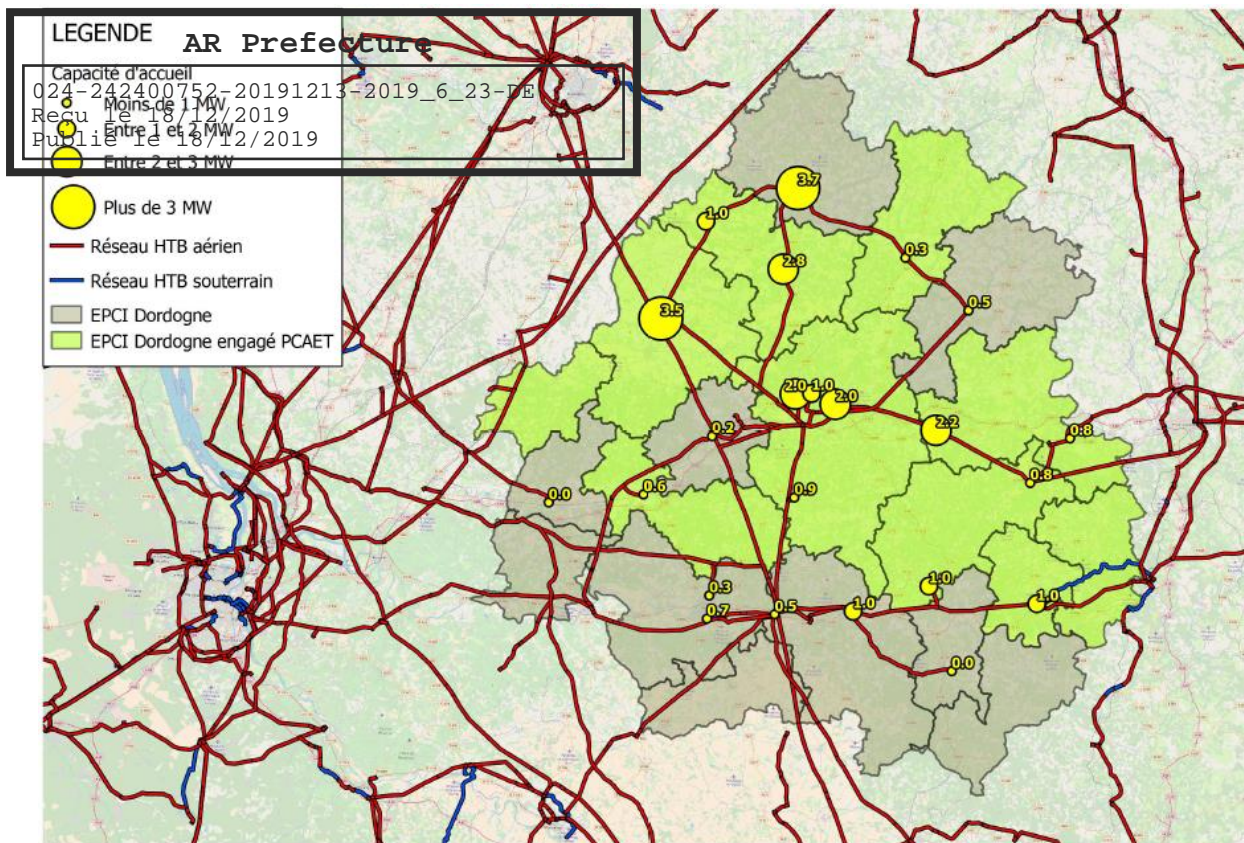 LEGENDE
AR Prefecture
Capacité d'accueil
024-242400752-20191213-2019_6_23-DE
Moins de 1 MW
Reçu le 18/12/2019
Entre 1 et 2 MW
Publié le 18/12/2019
Entre 2 et 3 MW
Plus de 3 MW
Réseau HTB aérien
Réseau HTB souterrain
EPCI Dordogne
EPCI Dordogne engagé PCAET
3.7
1.0
0.3
2.8
0.5
3.5
2.0
1.0
2.0
2.2
0.2
0.8
0.8
0.6
0.9
0.0
1.0
0.3
1.0
1.0
0.5
0.7
0.0